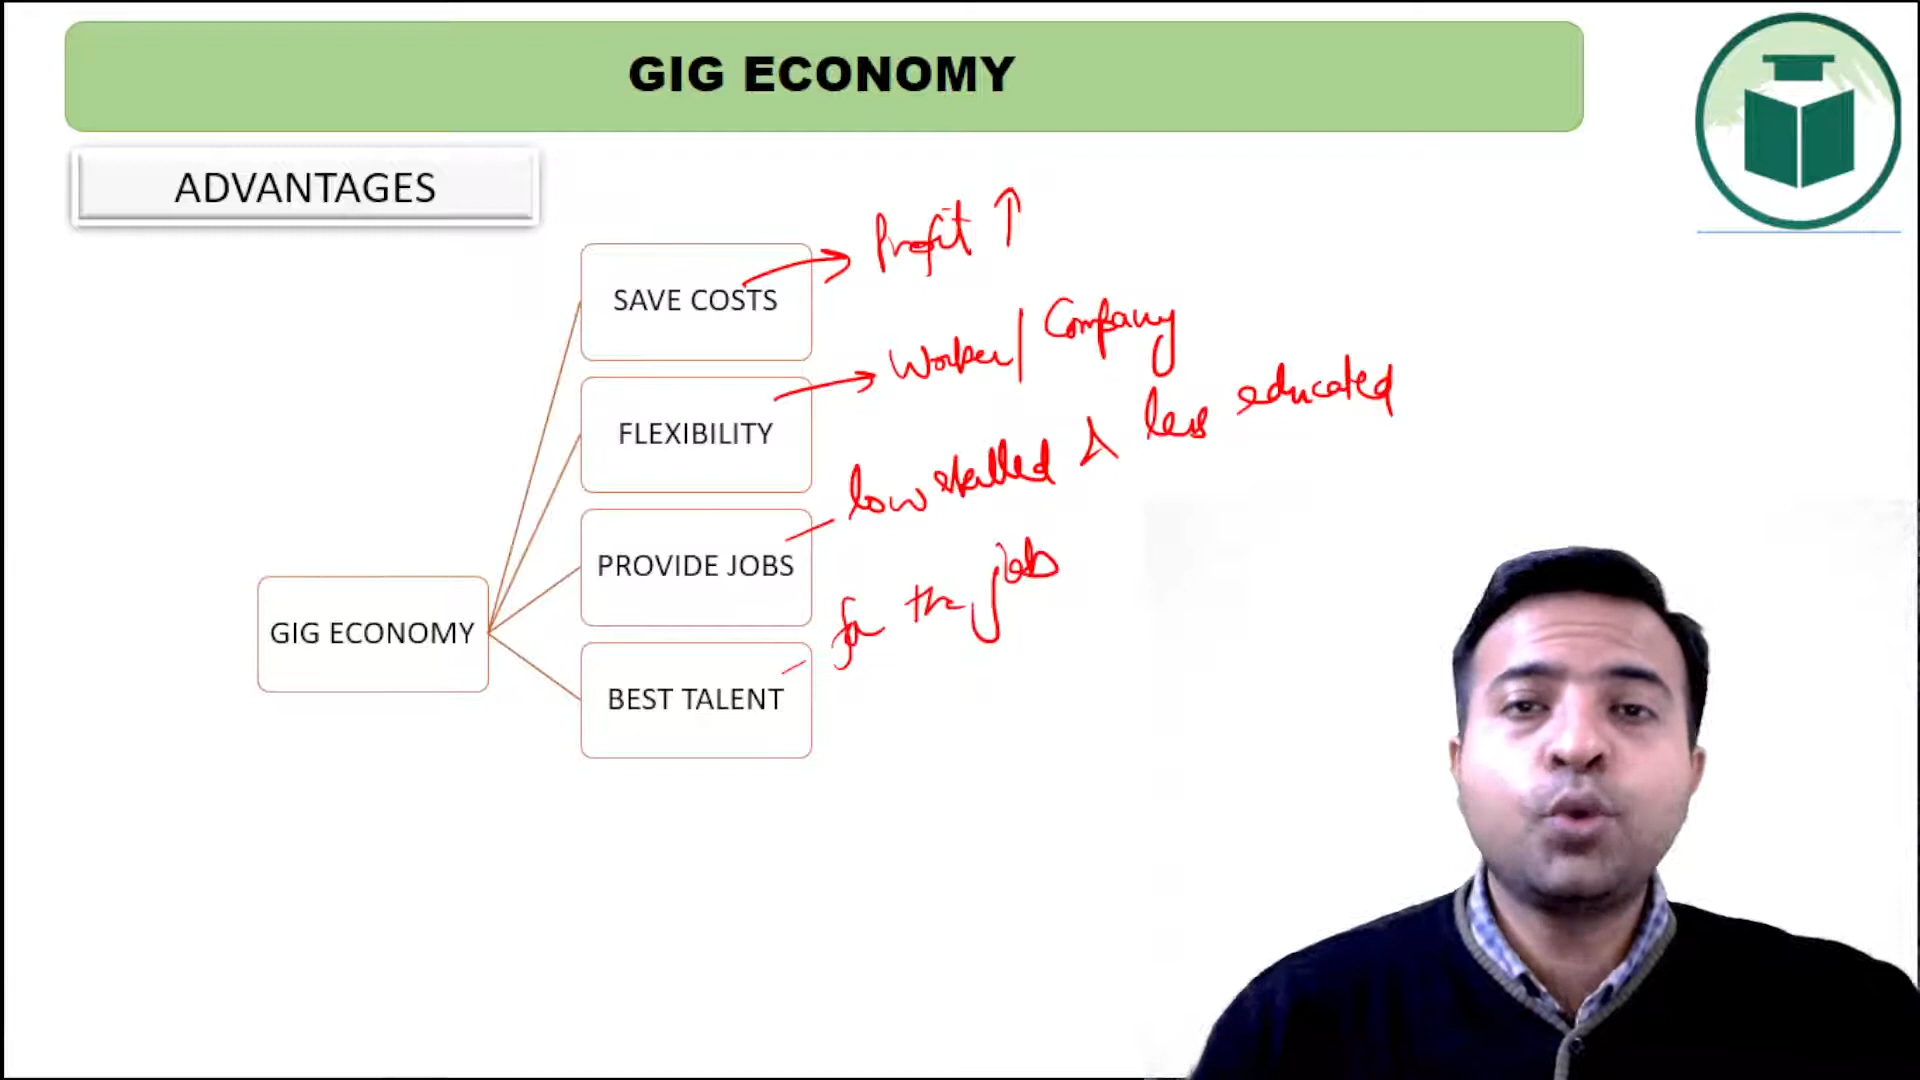 GIG ECONOMY
ADVANTAGES
SAVE COSTS
Profit ↑
FLEXIBILITY
Worker/ Company
PROVIDE JOBS
low skilled & less educated
BEST TALENT
for the job
GIG ECONOMY